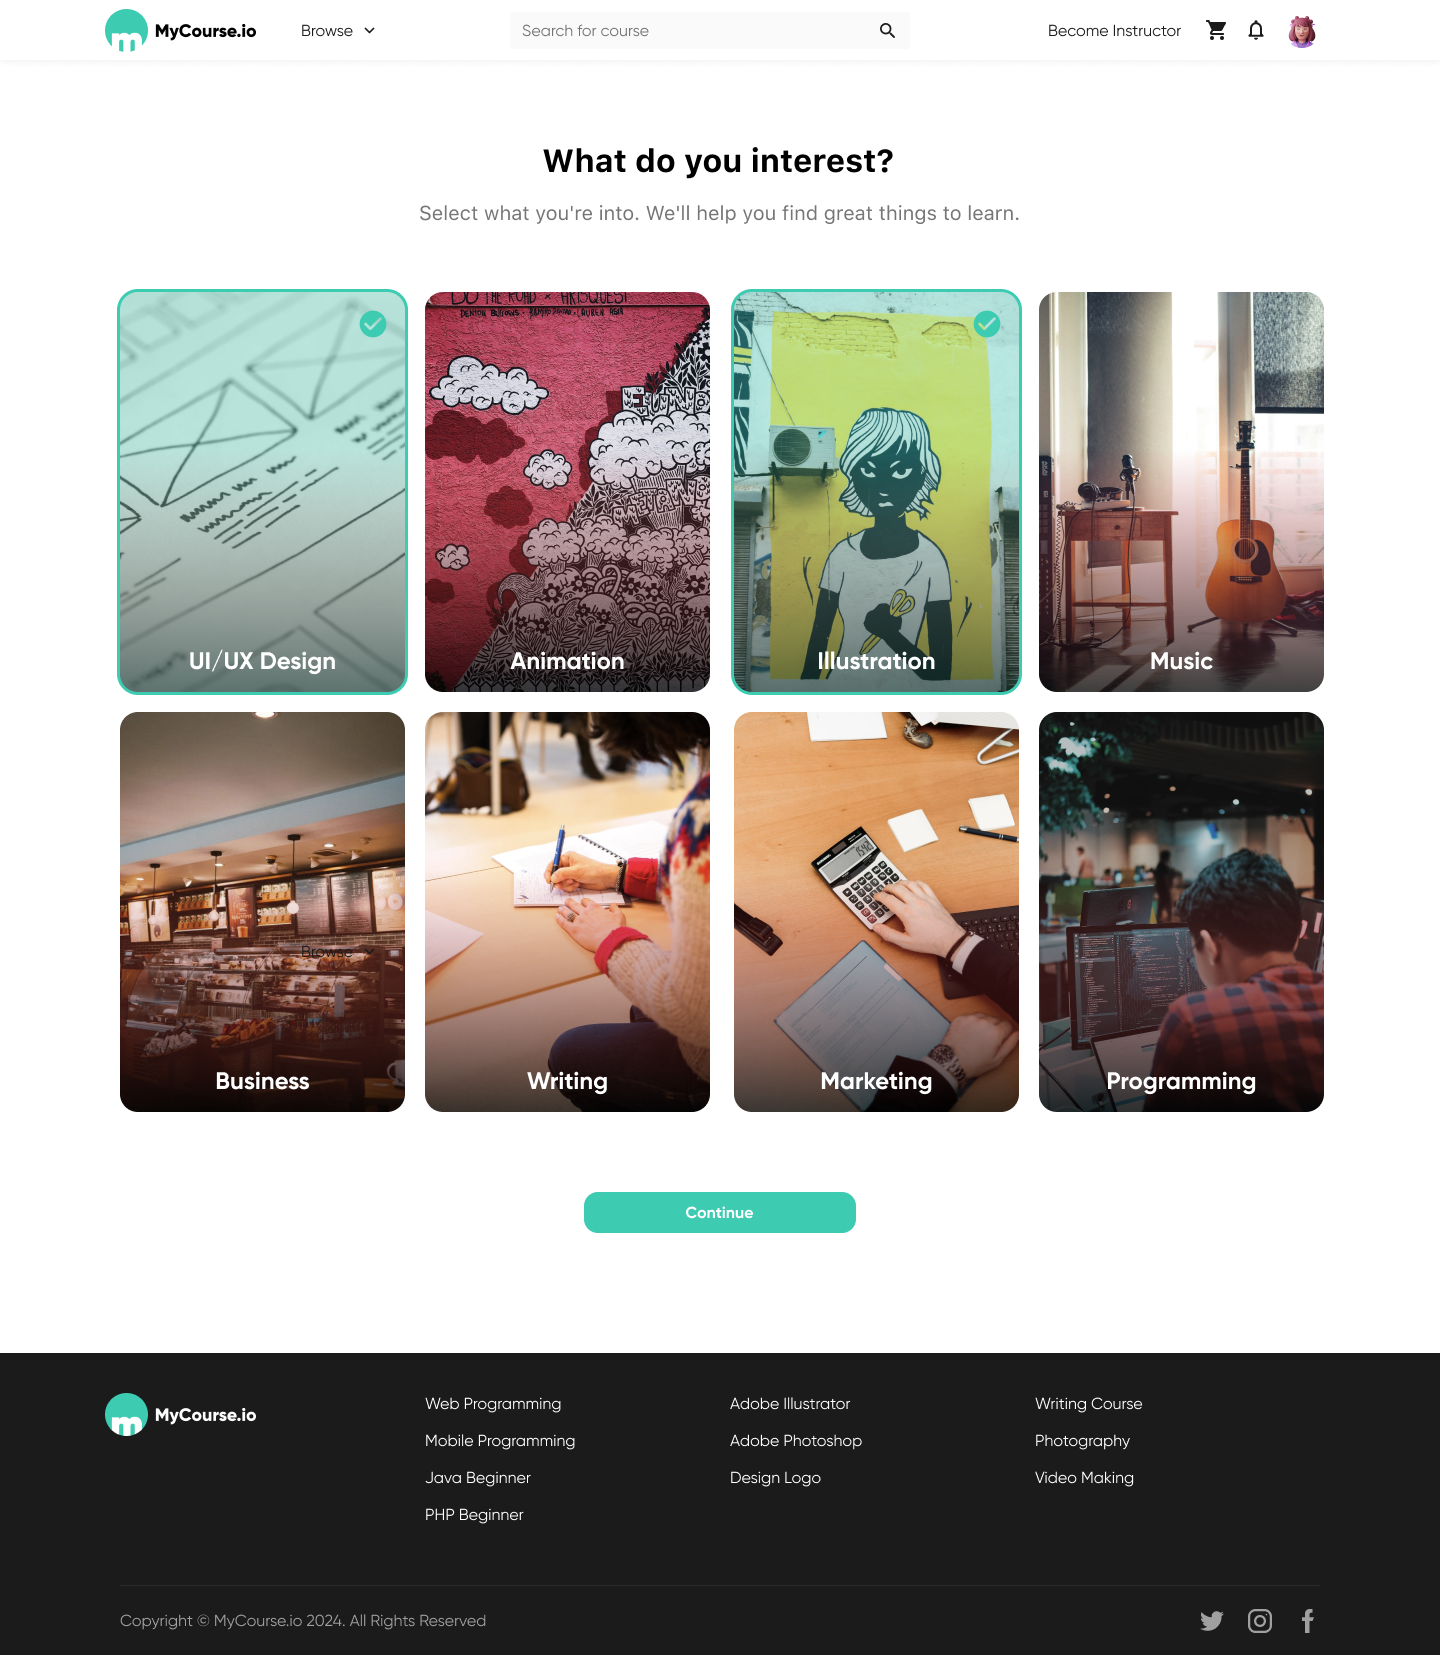 MyCourse.io
Browse
Search for course
Become Instructor
What do you interest?
Select what you're into. We'll help you find great things to learn.
UI/UX Design
Animation
Illustration
Music
Browse
Business
Writing
Marketing
Programming
Continue
MyCourse.io
Web Programming
Mobile Programming
Java Beginner
PHP Beginner
Adobe Illustrator
Adobe Photoshop
Design Logo
Writing Course
Photography
Video Making
Copyright © MyCourse.io 2024. All Rights Reserved